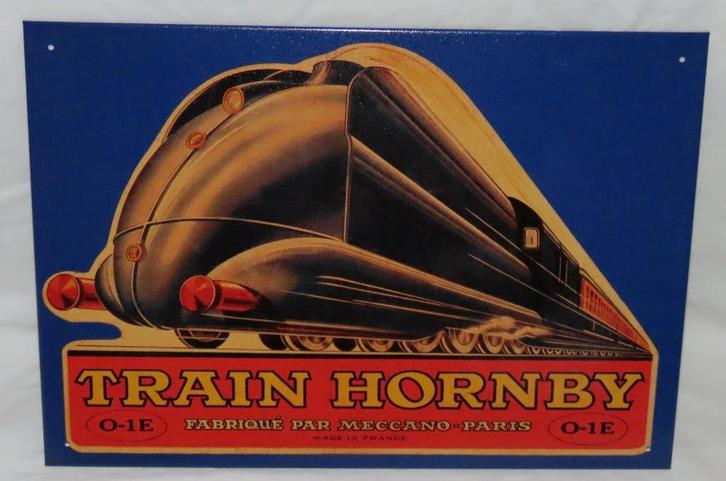 TRAIN HORNBY
O-1E FABRIQUÉ PAR MECCANO-PARIS O-1E
MADE IN FRANCE